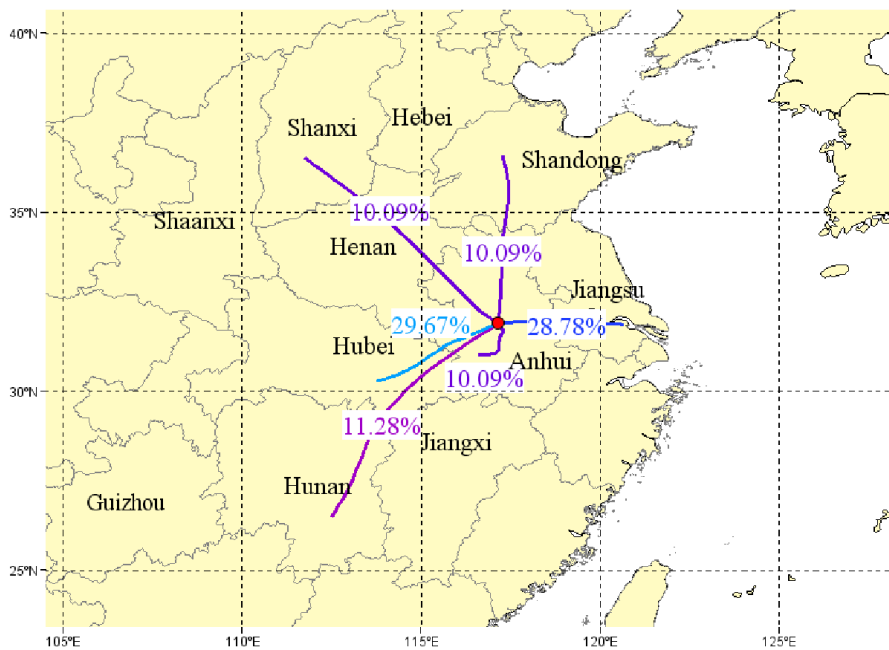 40°N
Hebei
Shanxi
Shandong
35°N
10.09%
Shaanxi
Henan
10.09%
Jiangsu
29.67%
28.78%
Hubei
Anhui
30°N
10.09%
11.28%
Jiangxi
Hunan
Guizhou
25°N
105°E
110°E
115°E
120°E
125°E